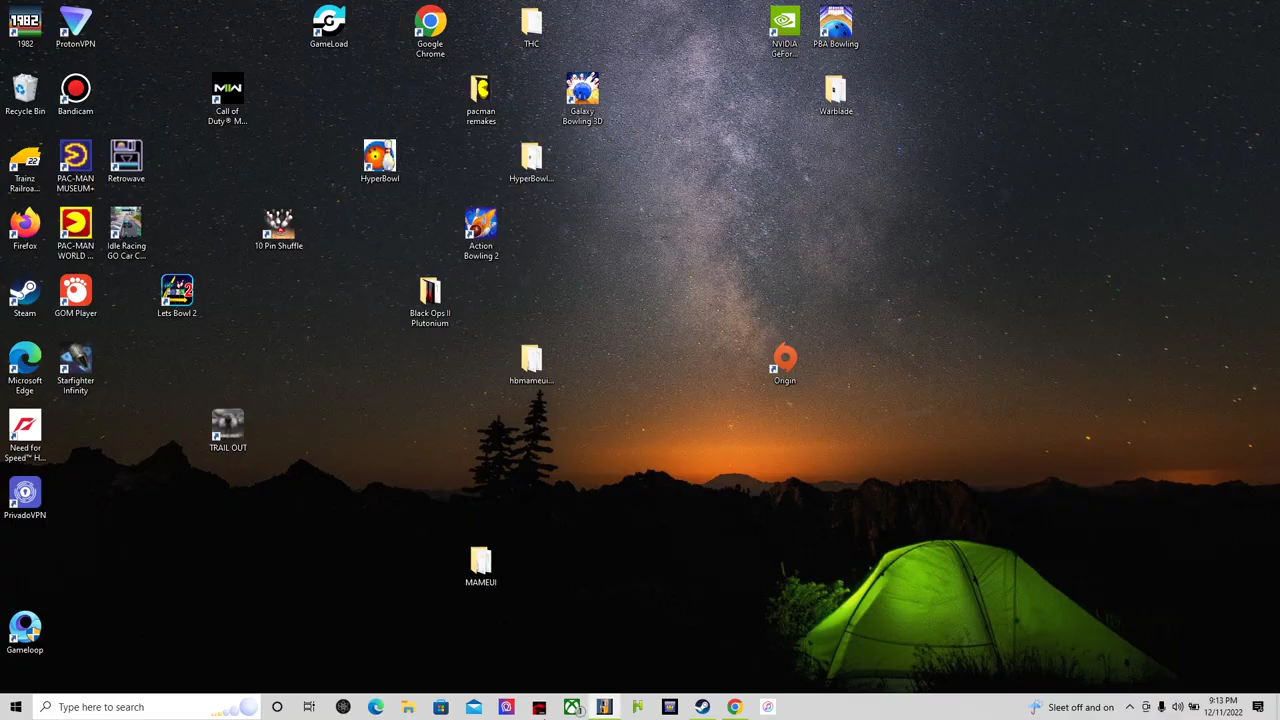 1982
ProtonVPN
GameLoad
Google
Chrome
THC
NVIDIA
GeFor...
PBA Bowling
Recycle Bin
Bandicam
Call of
Duty® M...
pacman
remakes
Galaxy
Bowling 3D
Warblade
Trainz
Railroa...
PAC-MAN
MUSEUM+
Retrowave
HyperBowl
HyperBowl...
Firefox
PAC-MAN
WORLD ...
Idle Racing
GO Car C...
10 Pin Shuffle
Action
Bowling 2
Steam
GOM Player
Lets Bowl 2
Black Ops II
Plutonium
Microsoft
Edge
Starfighter
Infinity
hbmameui...
Origin
Need for
Speed™ H...
TRAIL OUT
PrivadoVPN
MAMEUI
Gameloop
Type here to search
Sleet off and on
9:13 PM
12/11/2022